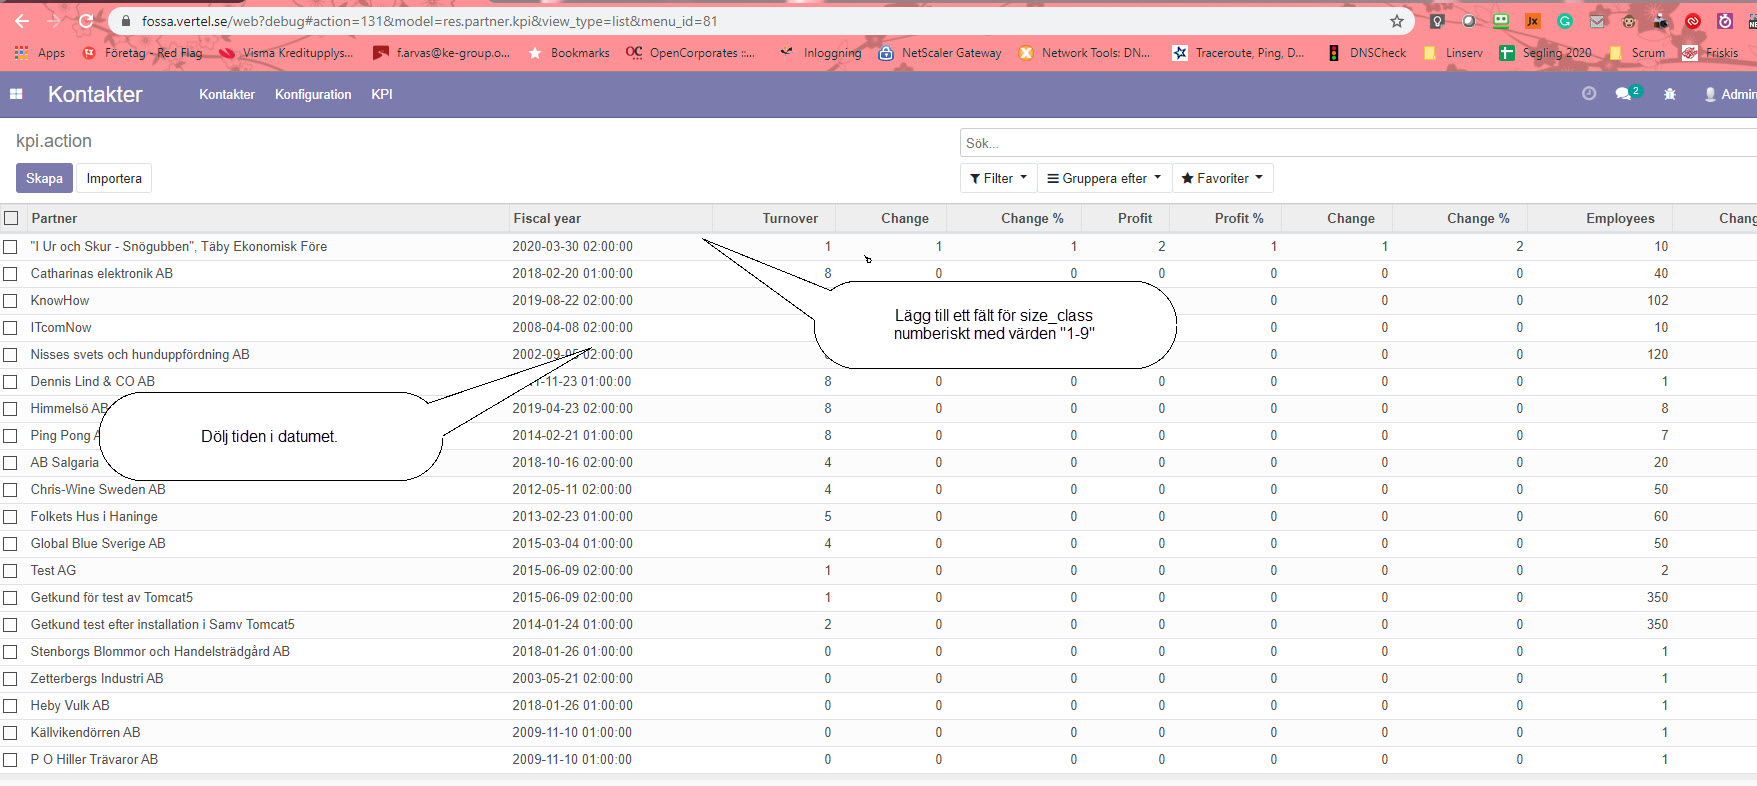 fossa.vertel.se/web?debug#action=131&model=res.partner.kpi&view_type=list&menu_id=81
Apps Företag - Red Flag Visma Kreditupplys... f.arvas@ke-group.o... Bookmarks OpenCorporates ::... Inloggning NetScaler Gateway Network Tools: DN... Traceroute, Ping, D... DNSCheck Linserv Segling 2020 Scrum Friskis
Kontakter Kontakter Konfiguration KPI 2 Admin
kpi.action Sök...
Skapa Importera Filter Gruppera efter Favoriter
Partner Fiscal year Turnover Change Change % Profit Profit % Change Change % Employees Chang
"I Ur och Skur - Snögubben", Täby Ekonomisk Före 2020-03-30 02:00:00 1 1 1 2 1 1 2 10
Catharinas elektronik AB 2018-02-20 01:00:00 8 0 0 0 0 0 0 40
KnowHow 2019-08-22 02:00:00 0 0 0 102
ITcomNow 2008-04-08 02:00:00 0 0 0 10
Nisses svets och hunduppfördning AB 2002-09-05 02:00:00 0 0 0 120
Lägg till ett fält för size_class
numberiskt med värden "1-9"
Dennis Lind & CO AB 1-11-23 01:00:00 8 0 0 0 0 0 0 1
Himmelsö AB 2019-04-23 02:00:00 8 0 0 0 0 0 0 8
Ping Pong A 2014-02-21 01:00:00 8 0 0 0 0 0 0 7
Dölj tiden i datumet.
AB Salgaria 2018-10-16 02:00:00 4 0 0 0 0 0 0 20
Chris-Wine Sweden AB 2012-05-11 02:00:00 4 0 0 0 0 0 0 50
Folkets Hus i Haninge 2013-02-23 01:00:00 5 0 0 0 0 0 0 60
Global Blue Sverige AB 2015-03-04 01:00:00 4 0 0 0 0 0 0 50
Test AG 2015-06-09 02:00:00 1 0 0 0 0 0 0 2
Getkund för test av Tomcat5 2015-06-09 02:00:00 1 0 0 0 0 0 0 350
Getkund test efter installation i Samv Tomcat5 2014-01-24 01:00:00 2 0 0 0 0 0 0 350
Stenborgs Blommor och Handelsträdgård AB 2018-01-26 01:00:00 0 0 0 0 0 0 0 1
Zetterbergs Industri AB 2003-05-21 02:00:00 0 0 0 0 0 0 0 1
Heby Vulk AB 2018-01-26 01:00:00 0 0 0 0 0 0 0 1
Källvikendörren AB 2009-11-10 01:00:00 0 0 0 0 0 0 0 1
P O Hiller Trävaror AB 2009-11-10 01:00:00 0 0 0 0 0 0 0 1